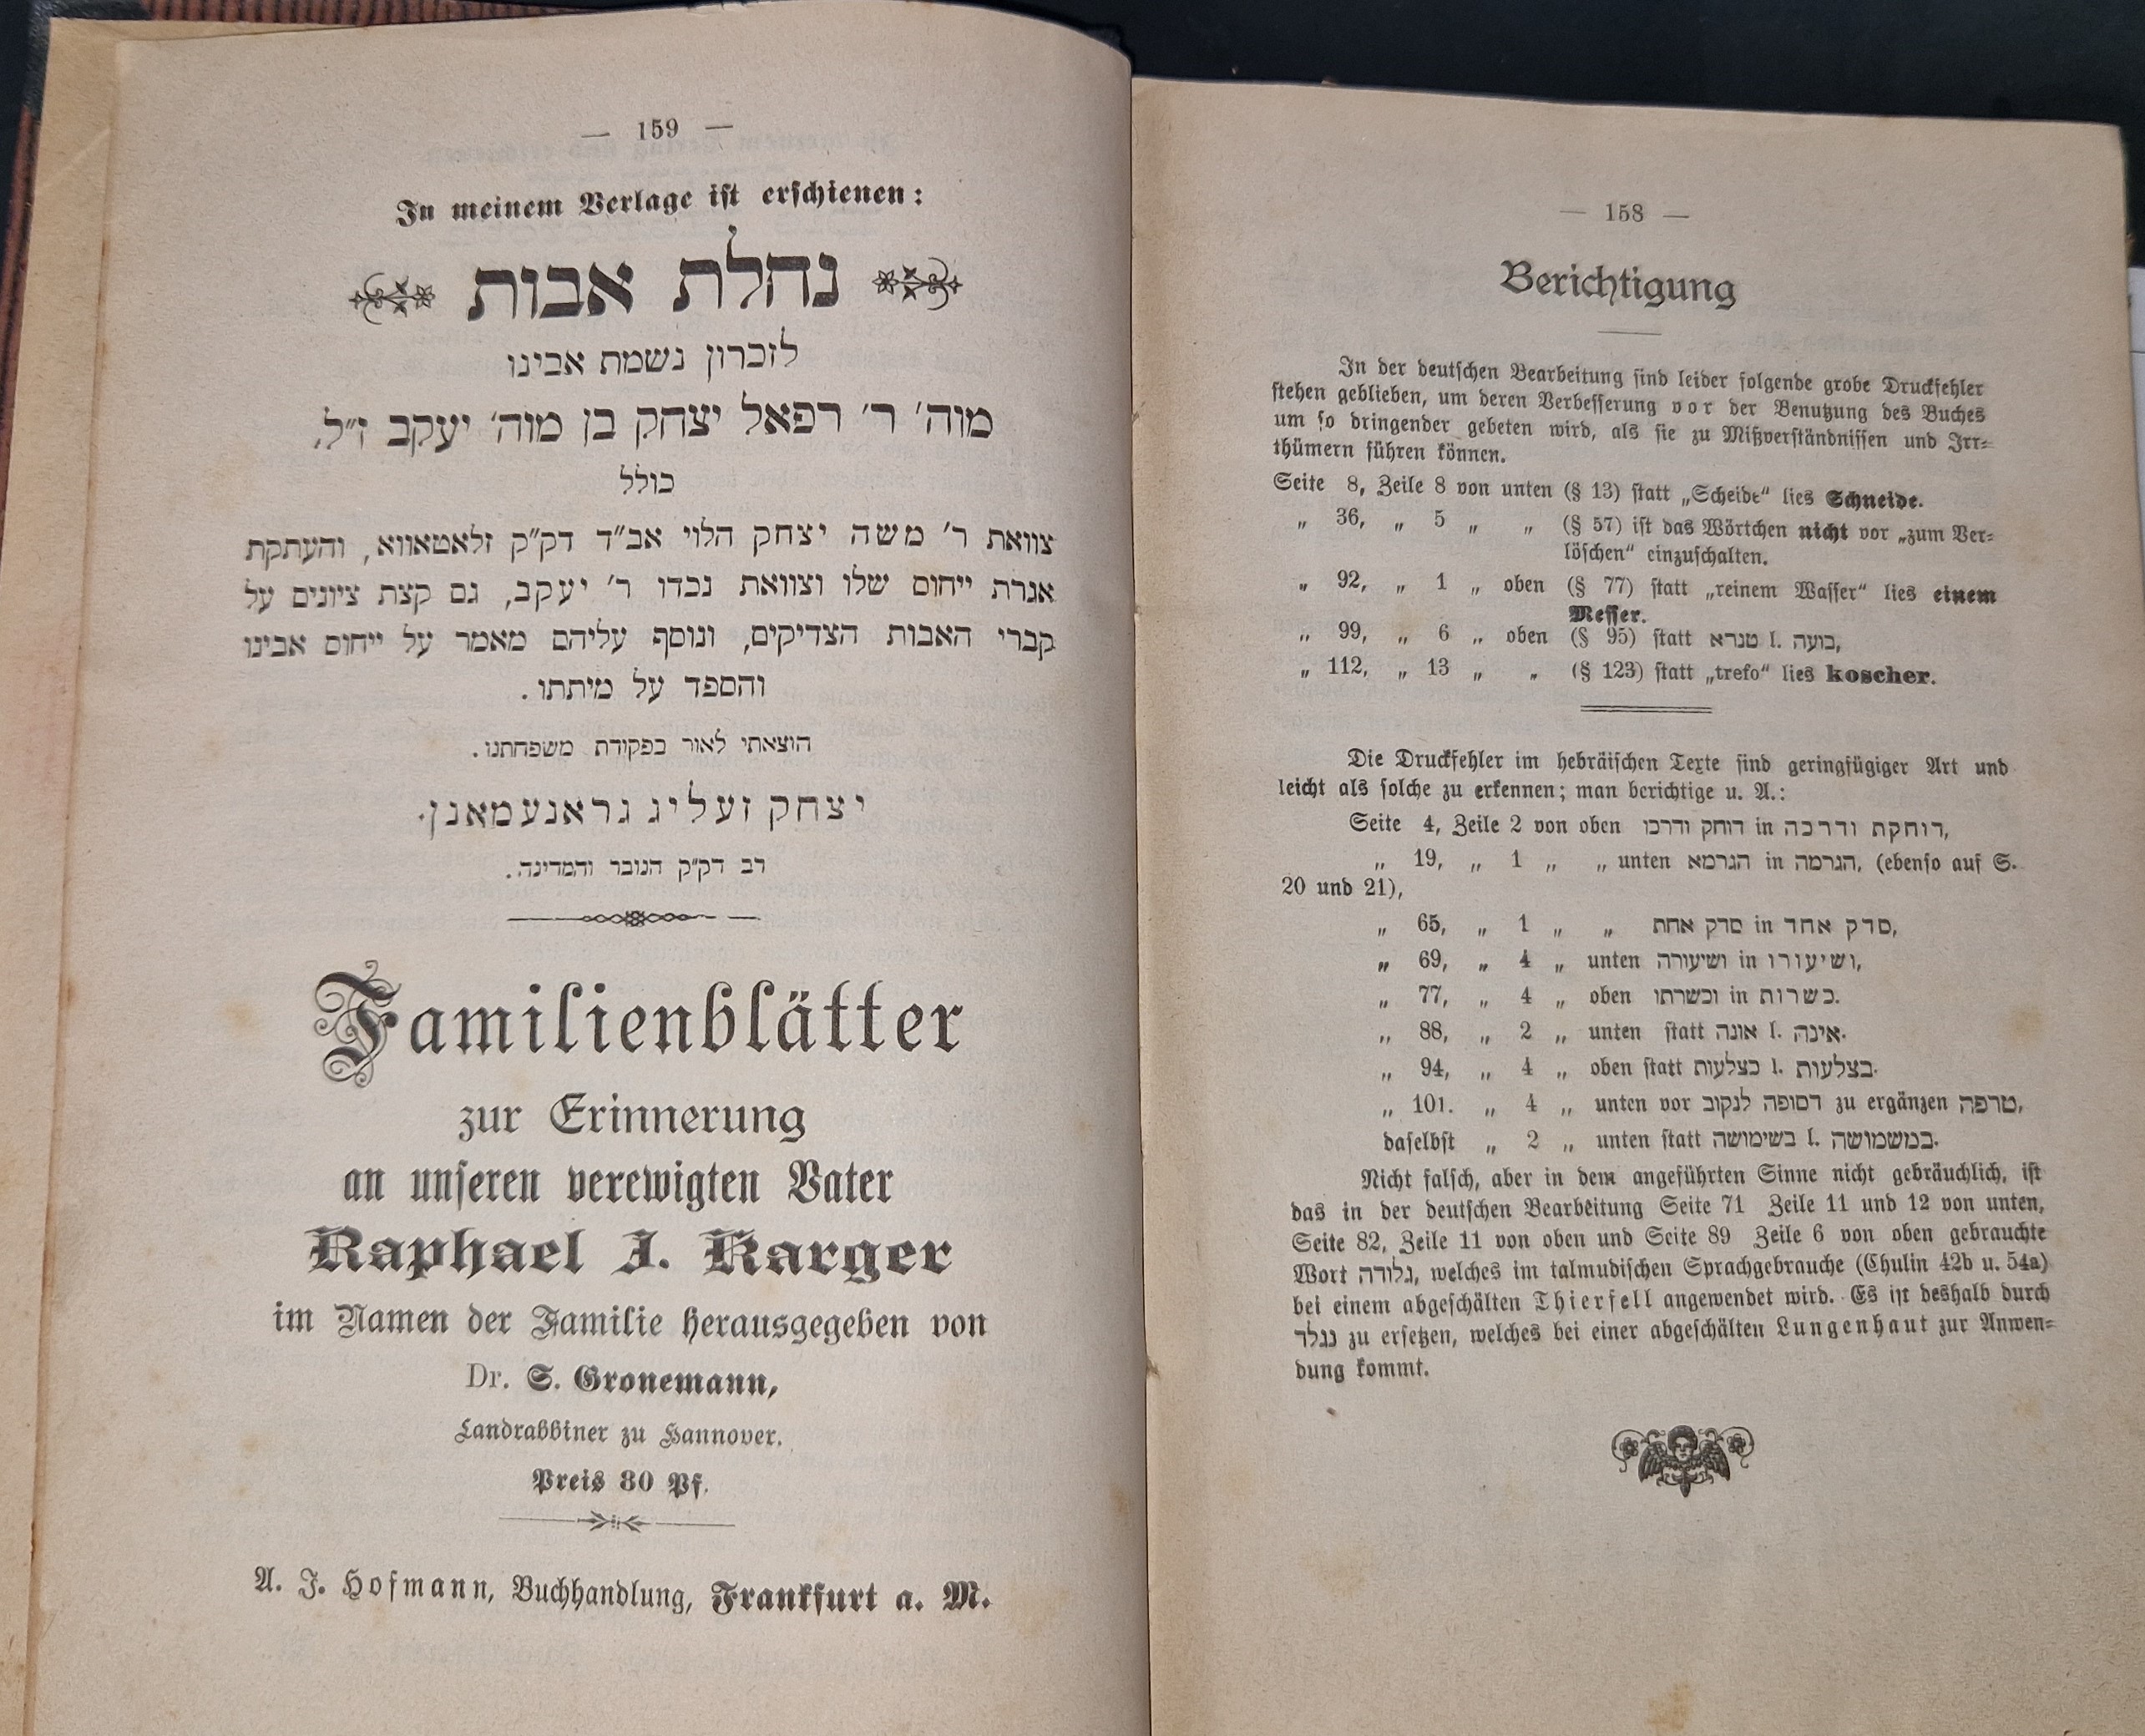 — 158 —
Berichtigung
In der deutschen Bearbeitung sind leider folgende grobe Druckfehler
stehen geblieben, um deren Verbesserung vor der Benutzung des Buches
um so dringender gebeten wird, als sie zu Mißverständnissen und Irr-
thümern führen können.
Seite 8, Zeile 8 von unten (§ 13) statt „Scheide“ lies Schneide.
„ 36, „ 5 „ „ (§ 57) ist das Wörtchen nicht vor „zum Ver-
löschen“ einzuschalten.
„ 92, „ 1 „ oben (§ 77) statt „reinem Wasser“ lies einem
Messer.
„ 99, „ 6 „ oben (§ 95) statt טנרא l. בועה,
„ 112, „ 13 „ „ (§ 123) statt „trefo“ lies koscher.
Die Druckfehler im hebräischen Texte sind geringfügiger Art und
leicht als solche zu erkennen; man berichtige u. A.:
Seite 4, Zeile 2 von oben דוחק ודרכו in דוחקת ודרכה,
„ 19, „ 1 „ „ unten הגרמא in הגרמה, (ebenso auf S.
20 und 21),
„ 65, „ 1 „ „ סדק אחת in סדק אחד,
„ 69, „ 4 „ unten ושיעורה in ושיעורו,
„ 77, „ 4 „ oben וכשרתו in כשרות.
„ 88, „ 2 „ unten statt אונה l. אינה.
„ 94, „ 4 „ oben statt כצלעות l. בצלעות.
„ 101. „ 4 „ unten vor דסופה לנקוב zu ergänzen טרפה,
daselbst „ 2 „ unten statt בשימושה l. במשמושה.
Nicht falsch, aber in dem angeführten Sinne nicht gebräuchlich, ist
das in der deutschen Bearbeitung Seite 71 Zeile 11 und 12 von unten,
Seite 82, Zeile 11 von oben und Seite 89 Zeile 6 von oben gebrauchte
Wort גלודה, welches im talmudischen Sprachgebrauche (Chulin 42b u. 54a)
bei einem abgeschälten Thierfell angewendet wird. Es ist deshalb durch
נגלד zu ersetzen, welches bei einer abgeschälten Lungenhaut zur Anwen-
dung kommt.
— 159 —
In meinem Verlage ist erschienen:
נחלת אבות
לזכרון נשמת אבינו
מוה׳ ר׳ רפאל יצחק בן מוה׳ יעקב ז״ל.
כולל
צוואת ר׳ משה יצחק הלוי אב״ד דק״ק זלאטאווא, והעתקת
אגרת ייחוס שלו וצוואת נכדו ר׳ יעקב, גם קצת ציונים על
קברי האבות הצדיקים, ונוסף עליהם מאמר על ייחוס אבינו
והספד על מיתתו.
הוצאתי לאור בפקודת משפחתנו.
יצחק זעליג גראנעמאנן.
רב דק״ק הנובר והמדינה.
Familienblätter
zur Erinnerung
an unseren verewigten Vater
Raphael J. Karger
im Namen der Familie herausgegeben von
Dr. S. Gronemann,
Landrabbiner zu Hannover.
Preis 80 Pf.
A. J. Hofmann, Buchhandlung, Frankfurt a. M.